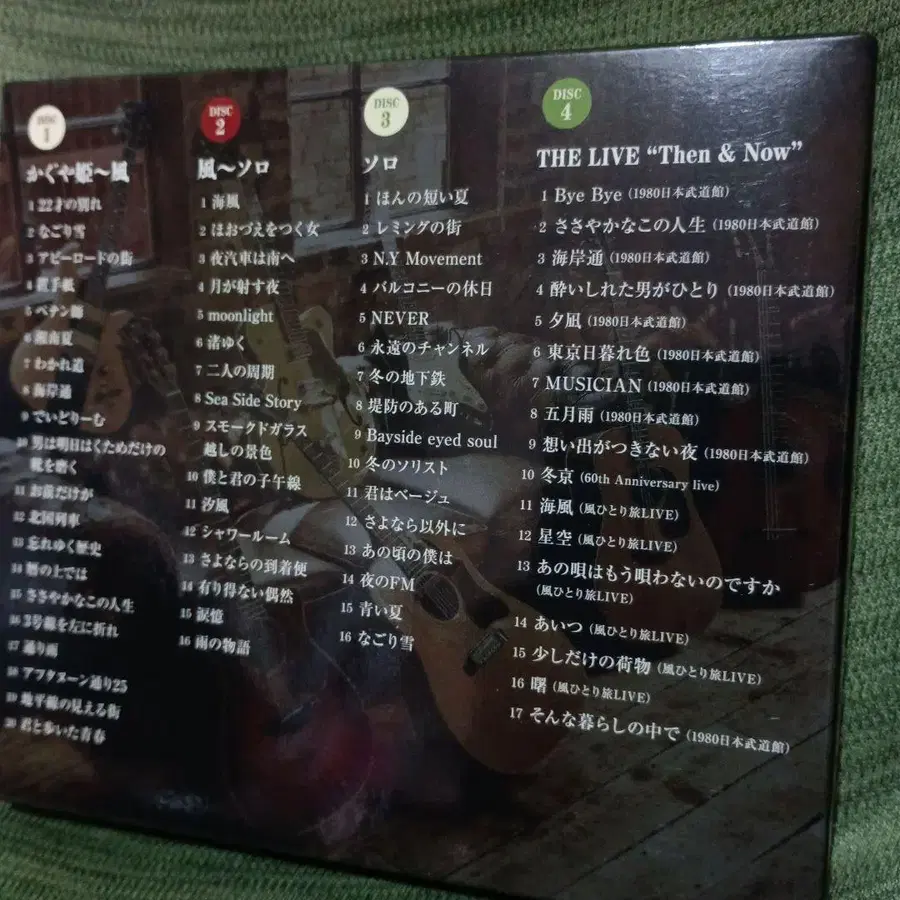 DISC
1
かぐや姫〜風
1 22才の別れ
2 なごり雪
3 アビーロードの街
4 置手紙
5 ペテン師
6 湘南夏
7 わかれ道
8 海岸通
9 でいどりーむ
10 男は明日はくためだけの
靴を磨く
11 お前だけが
12 北国列車
13 忘れゆく歴史
14 暦の上では
15 ささやかなこの人生
16 3号線を左に折れ
17 通り雨
18 アフタヌーン通り25
19 地平線の見える街
20 君と歩いた青春
DISC
2
風〜ソロ
1 海風
2 ほおづえをつく女
3 夜汽車は南へ
4 月が射す夜
5 moonlight
6 渚ゆく
7 二人の周期
8 Sea Side Story
9 スモークドガラス
越しの景色
10 僕と君の子午線
11 汐風
12 シャワールーム
13 さよならの到着便
14 有り得ない偶然
15 涙憶
16 雨の物語
DISC
3
ソロ
1 ほんの短い夏
2 レミングの街
3 N.Y Movement
4 バルコニーの休日
5 NEVER
6 永遠のチャンネル
7 冬の地下鉄
8 堤防のある町
9 Bayside eyed soul
10 冬のソリスト
11 君はベージュ
12 さよなら以外に
13 あの頃の僕は
14 夜のFM
15 青い夏
16 なごり雪
DISC
4
THE LIVE “Then & Now”
1 Bye Bye (1980日本武道館)
2 ささやかなこの人生 (1980日本武道館)
3 海岸通 (1980日本武道館)
4 酔いしれた男がひとり (1980日本武道館)
5 夕凪 (1980日本武道館)
6 東京日暮れ色 (1980日本武道館)
7 MUSICIAN (1980日本武道館)
8 五月雨 (1980日本武道館)
9 想い出がつきない夜 (1980日本武道館)
10 冬京 (60th Anniversary live)
11 海風 (風ひとり旅LIVE)
12 星空 (風ひとり旅LIVE)
13 あの唄はもう唄わないのですか
(風ひとり旅LIVE)
14 あいつ (風ひとり旅LIVE)
15 少しだけの荷物 (風ひとり旅LIVE)
16 曙 (風ひとり旅LIVE)
17 そんな暮らしの中で (1980日本武道館)